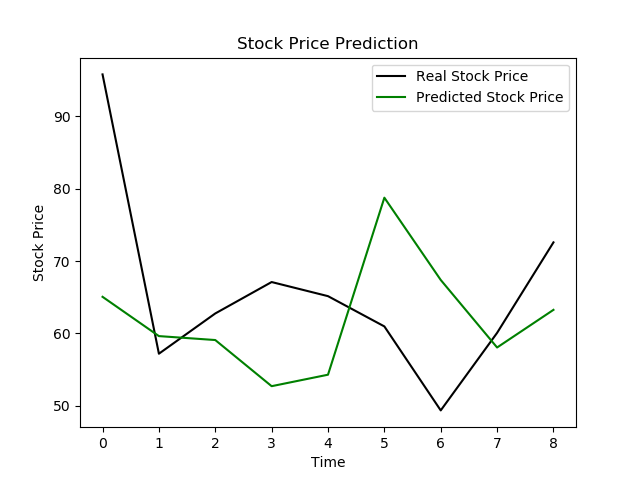 Stock Price Prediction
Real Stock Price
Predicted Stock Price
90
80
70
60
50
Stock Price
0 1 2 3 4 5 6 7 8
Time